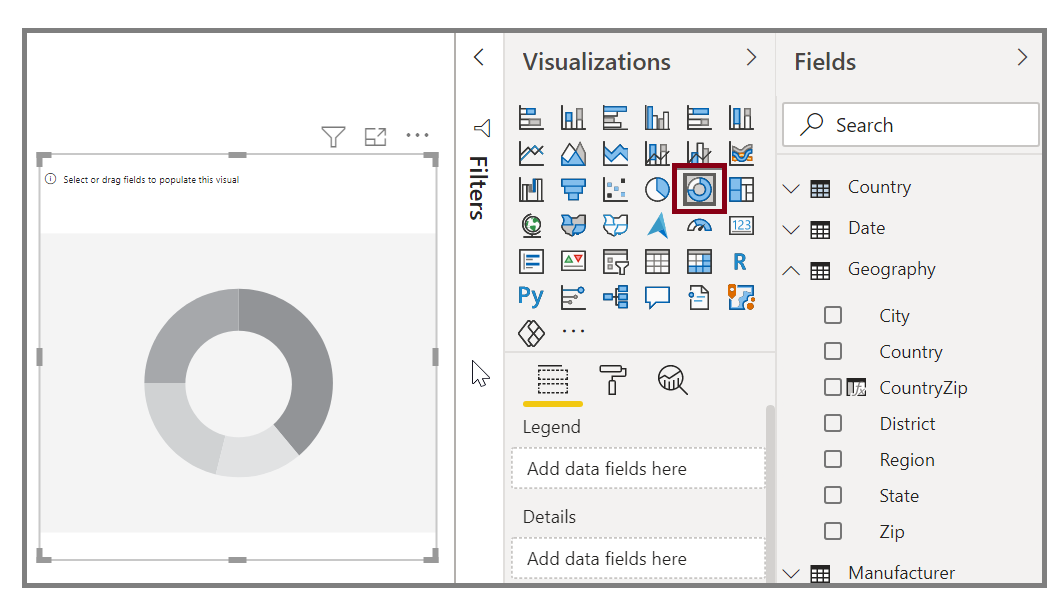 Select or drag fields to populate this visual
Filters
Visualizations
123
R
Py
Legend
Add data fields here
Details
Add data fields here
Fields
Search
Country
Date
Geography
City
Country
fx
CountryZip
District
Region
State
Zip
Manufacturer